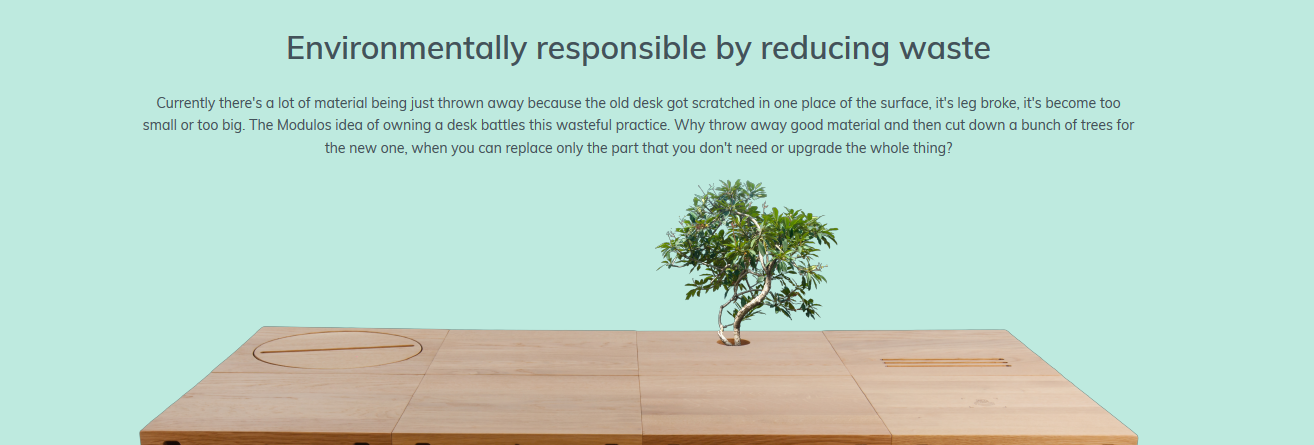 Environmentally responsible by reducing waste
Currently there's a lot of material being just thrown away because the old desk got scratched in one place of the surface, it's leg broke, it's become too
small or too big. The Modulos idea of owning a desk battles this wasteful practice. Why throw away good material and then cut down a bunch of trees for
the new one, when you can replace only the part that you don't need or upgrade the whole thing?